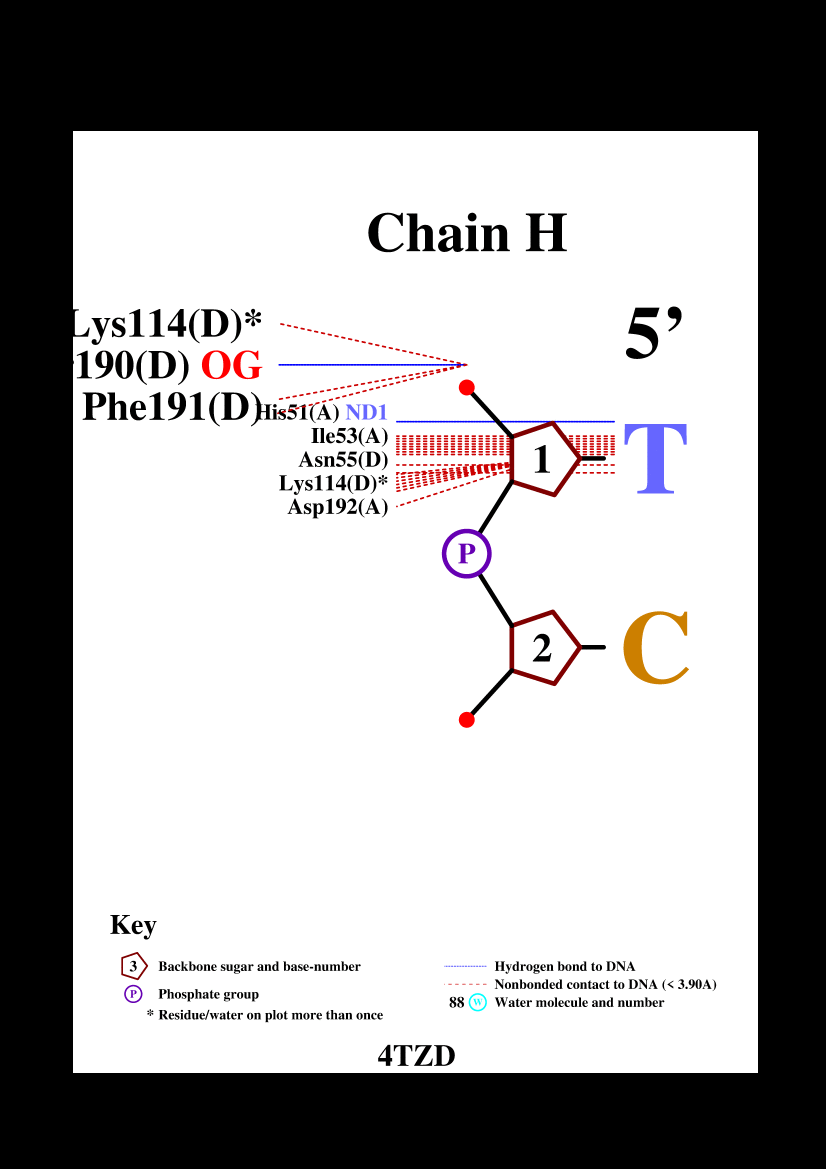 Chain H
5’
Lys114(D)*
190(D) OG
Phe191(D)
His51(A) ND1
Ile53(A)
Asn55(D)
Lys114(D)*
Asp192(A)
1
T
P
2
C
Key
3 Backbone sugar and base-number
P Phosphate group
* Residue/water on plot more than once
Hydrogen bond to DNA
Nonbonded contact to DNA (< 3.90A)
88 W Water molecule and number
4TZD